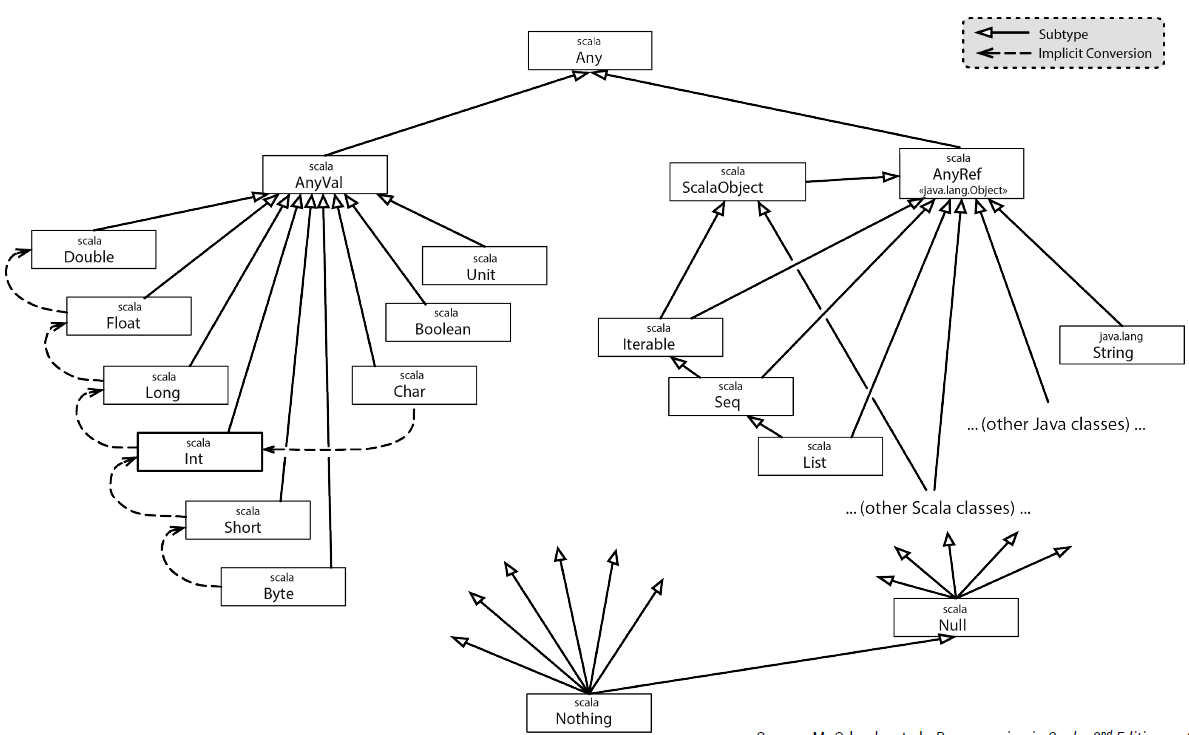 scala
Any
Subtype
Implicit Conversion
scala
AnyVal
scala
ScalaObject
scala
AnyRef
«java.lang.Object»
scala
Double
scala
Unit
scala
Float
scala
Boolean
scala
Iterable
java.lang
String
scala
Long
scala
Char
scala
Seq
... (other Java classes) ...
scala
Int
scala
List
scala
Short
... (other Scala classes) ...
scala
Byte
scala
Null
scala
Nothing